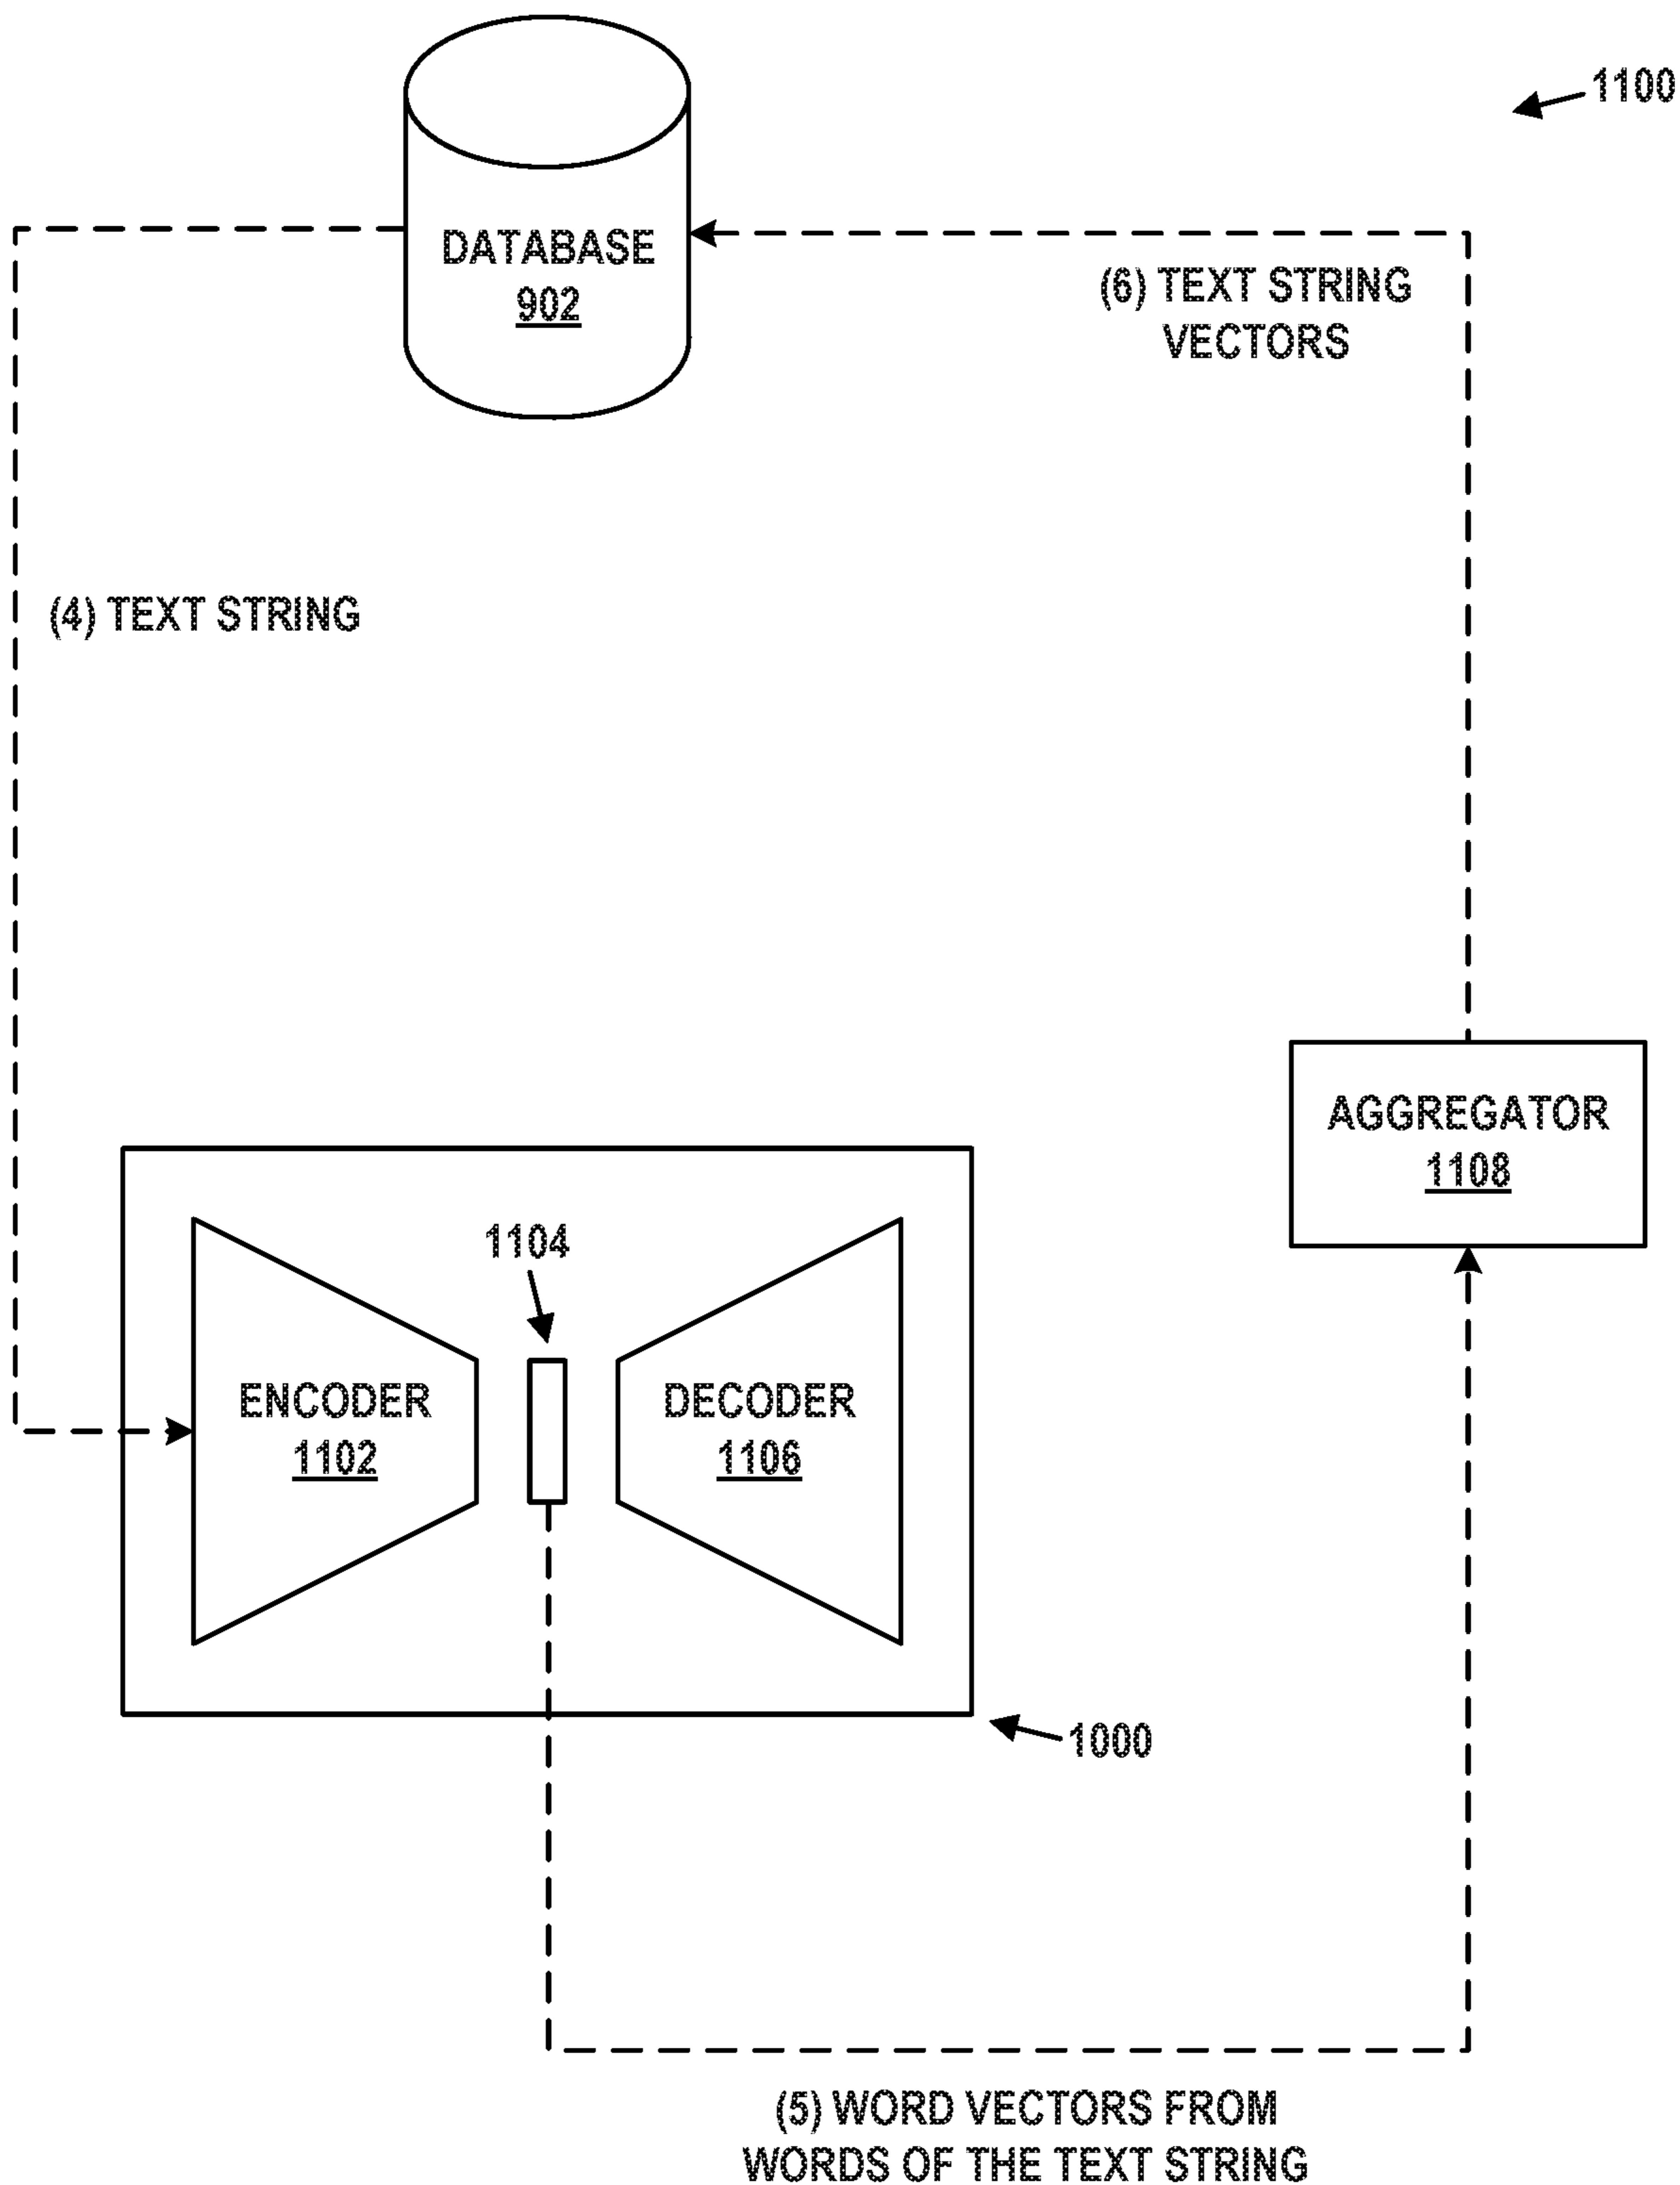 1100
DATABASE
902
(6) TEXT STRING
VECTORS
(4) TEXT STRING
AGGREGATOR
1108
1104
ENCODER
1102
DECODER
1106
1000
(5) WORD VECTORS FROM
WORDS OF THE TEXT STRING